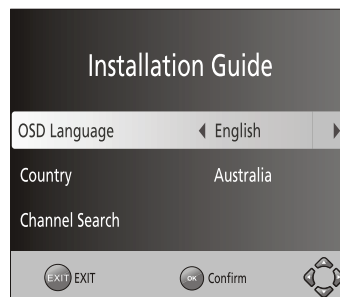 Installation Guide
OSD Language English
Country Australia
Channel Search
EXIT EXIT OK Confirm